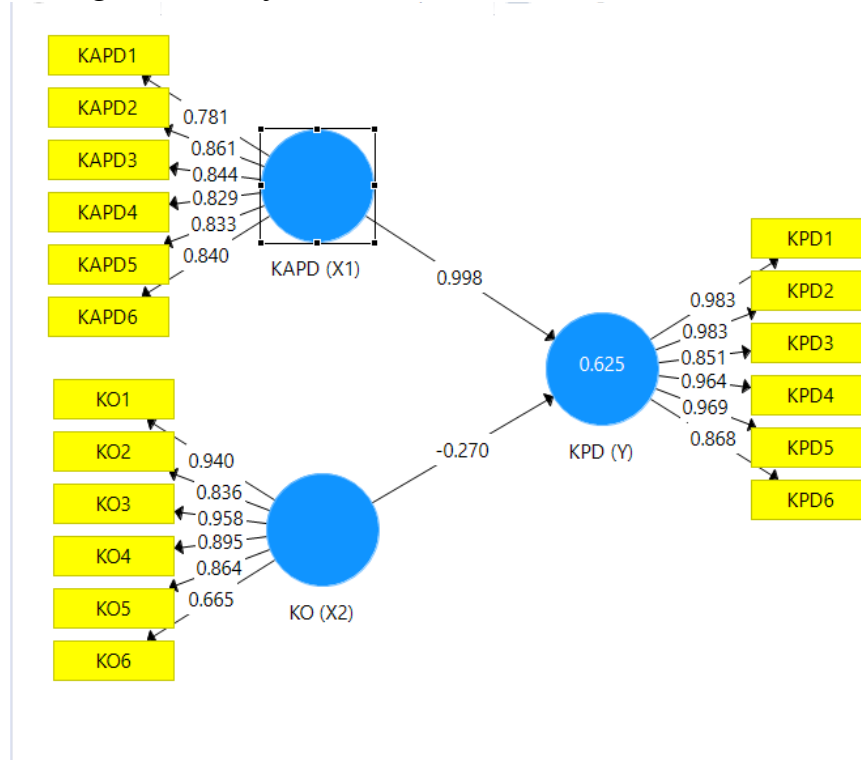 KAPD1
KAPD2
KAPD3
KAPD4
KAPD5
KAPD6
0.781
0.861
0.844
0.829
0.833
0.840
KAPD (X1)
0.998
KO1
KO2
KO3
KO4
KO5
KO6
0.940
0.836
0.958
0.895
0.864
0.665
KO (X2)
-0.270
0.625
KPD (Y)
0.983
0.983
0.851
0.964
0.969
0.868
KPD1
KPD2
KPD3
KPD4
KPD5
KPD6